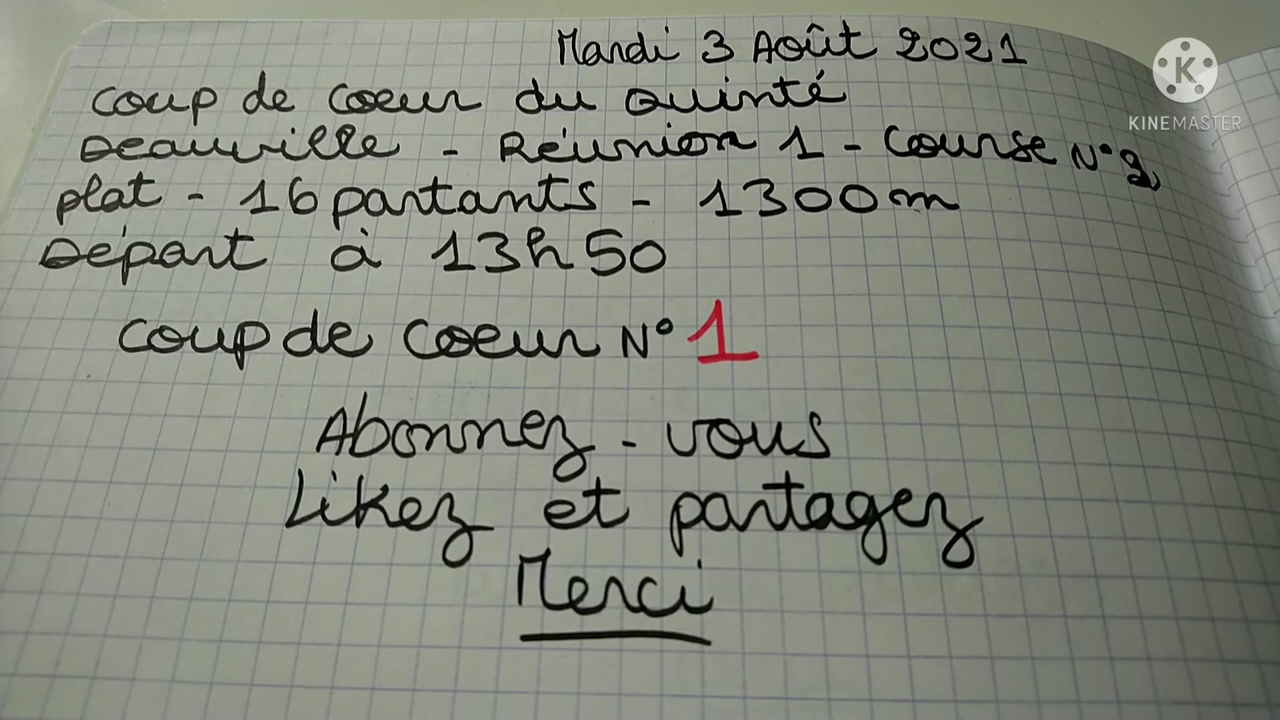 Mardi 3 Août 2021
K
KINEMASTER
coup de coeur du Quinté
Deauville - Réunion 1 - Course N°2
plat - 16 partants - 1300m
Départ à 13h50
coup de coeur N° 1
Abonnez-vous
Likez et partagez
Merci